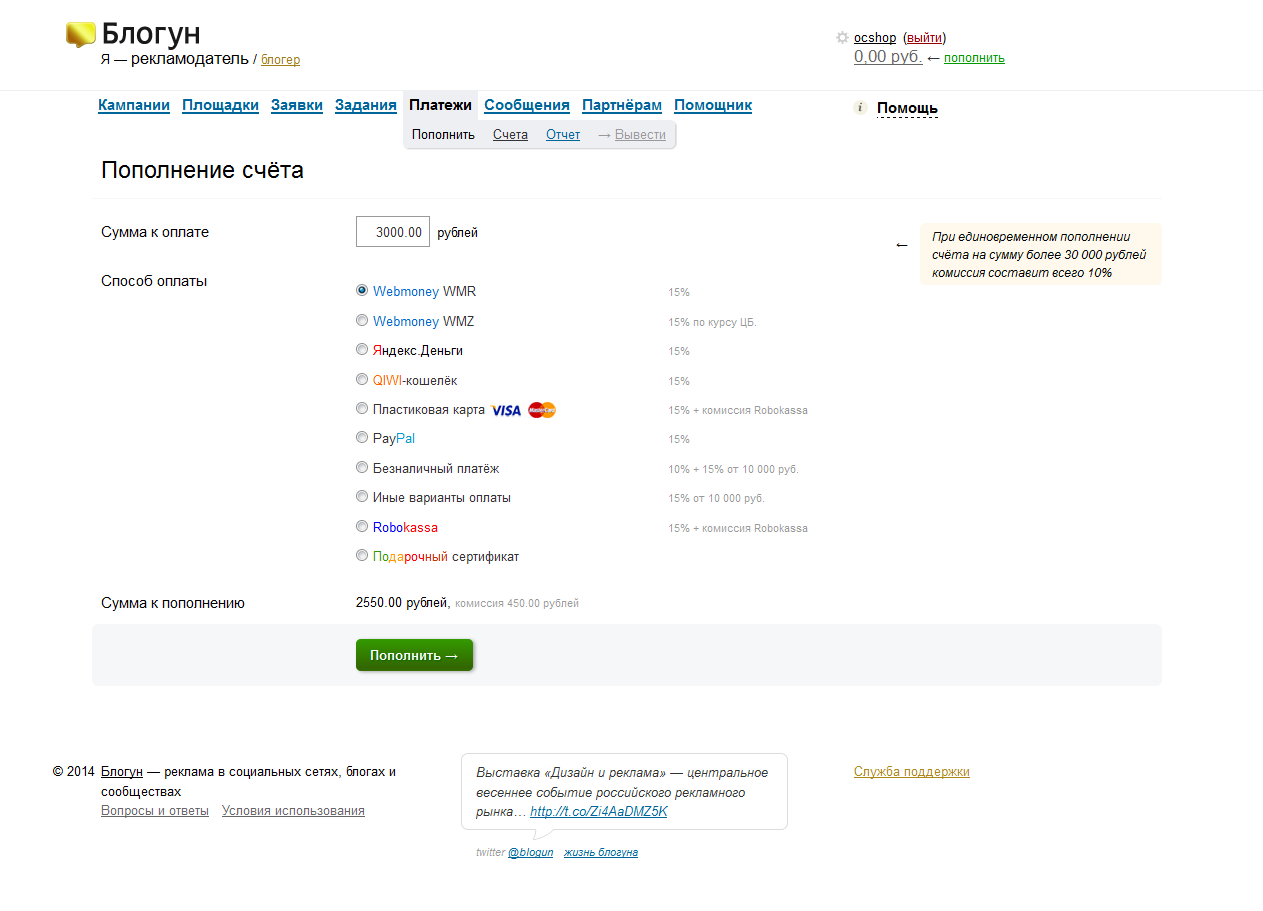 Блогун
Я — рекламодатель / блогер
ocshop (выйти)
0,00 руб. ← пополнить
Кампании Площадки Заявки Задания Платежи Сообщения Партнёрам Помощник
i Помощь
Пополнить Счета Отчет → Вывести
Пополнение счёта
Сумма к оплате 3000.00 рублей
← При единовременном пополнении
счёта на сумму более 30 000 рублей
комиссия составит всего 10%
Способ оплаты
Webmoney WMR 15%
Webmoney WMZ 15% по курсу ЦБ.
Яндекс.Деньги 15%
QIWI-кошелёк 15%
Пластиковая карта VISA MasterCard 15% + комиссия Robokassa
PayPal 15%
Безналичный платёж 10% + 15% от 10 000 руб.
Иные варианты оплаты 15% от 10 000 руб.
Robokassa 15% + комиссия Robokassa
Подарочный сертификат
Сумма к пополнению 2550.00 рублей, комиссия 450.00 рублей
Пополнить →
© 2014 Блогун — реклама в социальных сетях, блогах и
сообществах
Вопросы и ответы Условия использования
Выставка «Дизайн и реклама» — центральное
весеннее событие российского рекламного
рынка… http://t.co/Zi4AaDMZ5K
twitter @blogun жизнь блогуна
Служба поддержки